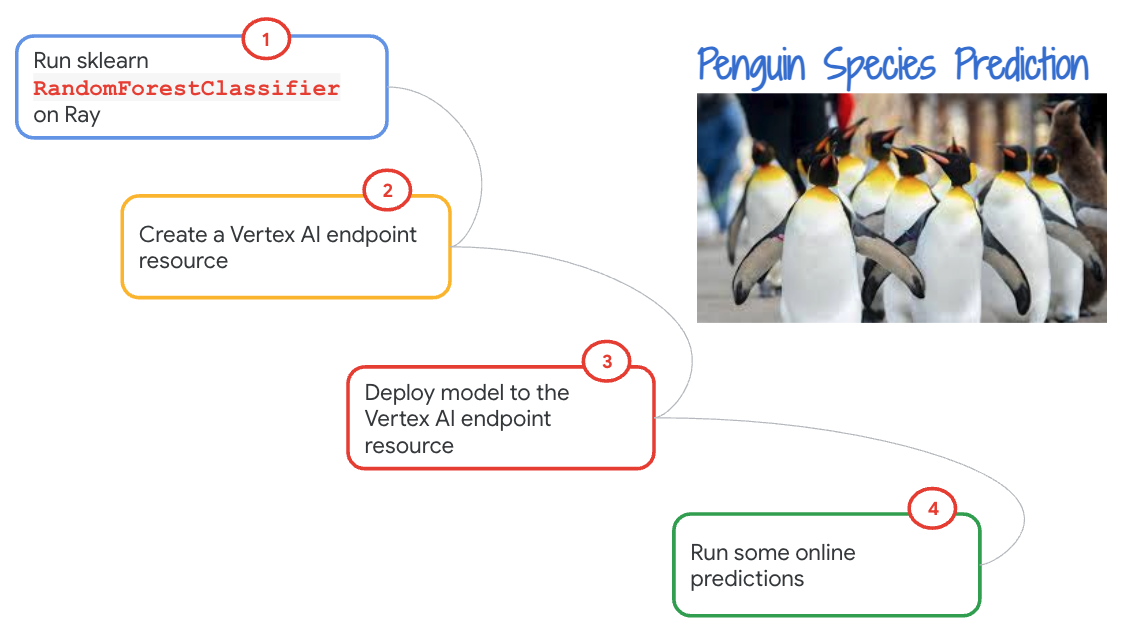 1
Run sklearn
RandomForestClassifier
on Ray
Penguin Species Prediction
2
Create a Vertex AI endpoint
resource
3
Deploy model to the
Vertex AI endpoint
resource
4
Run some online
predictions